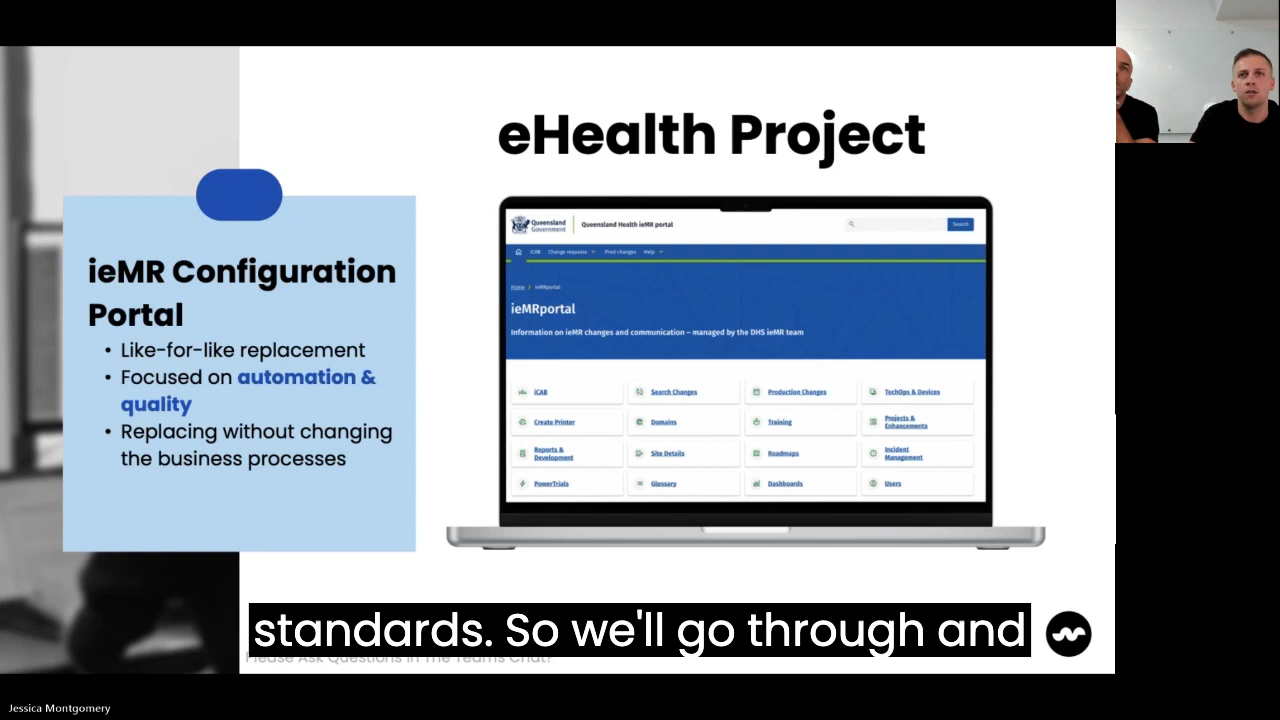 eHealth Project
ieMR Configuration
Portal
• Like-for-like replacement
• Focused on automation &
quality
• Replacing without changing
the business processes
Queensland
Government
Queensland Health ieMR portal
Search
iCAB
Change requests
Prod changes
Help
Home > ieMRportal
ieMRportal
Information on ieMR changes and communication – managed by the DHS ieMR team
iCAB
Search Changes
Production Changes
TechOps & Devices
Create Printer
Domains
Training
Projects &
Enhancements
Reports &
Development
Site Details
Roadmaps
Incident
Management
PowerTrials
Glossary
Dashboards
Users
standards. So we'll go through and
Please Ask Questions In The Teams Chat!
Jessica Montgomery